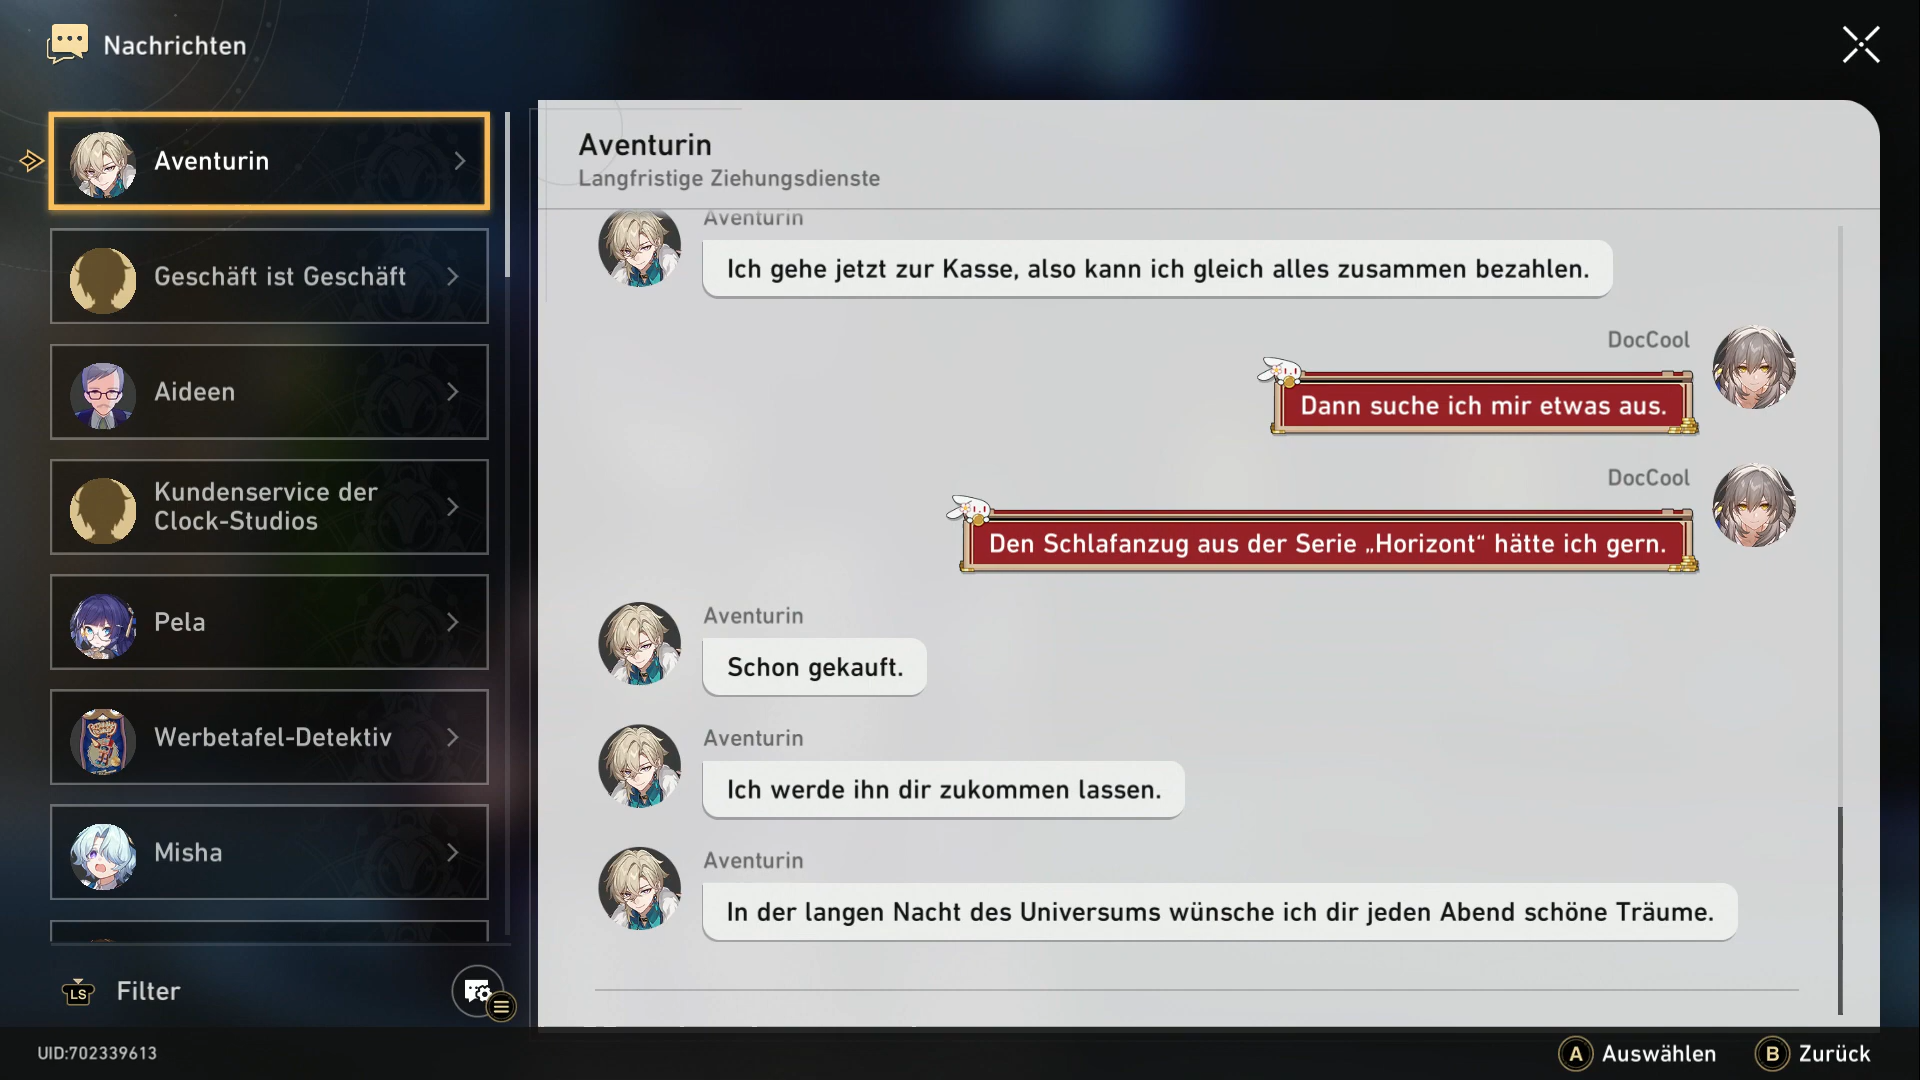 Nachrichten
Aventurin
Geschäft ist Geschäft
Aideen
Kundenservice der
Clock-Studios
Pela
Werbetafel-Detektiv
Misha
LS Filter
Aventurin
Langfristige Ziehungsdienste
Aventurin
Ich gehe jetzt zur Kasse, also kann ich gleich alles zusammen bezahlen.
DocCool
Dann suche ich mir etwas aus.
DocCool
Den Schlafanzug aus der Serie „Horizont“ hätte ich gern.
Aventurin
Schon gekauft.
Aventurin
Ich werde ihn dir zukommen lassen.
Aventurin
In der langen Nacht des Universums wünsche ich dir jeden Abend schöne Träume.
UID:702339613
A Auswählen
B Zurück